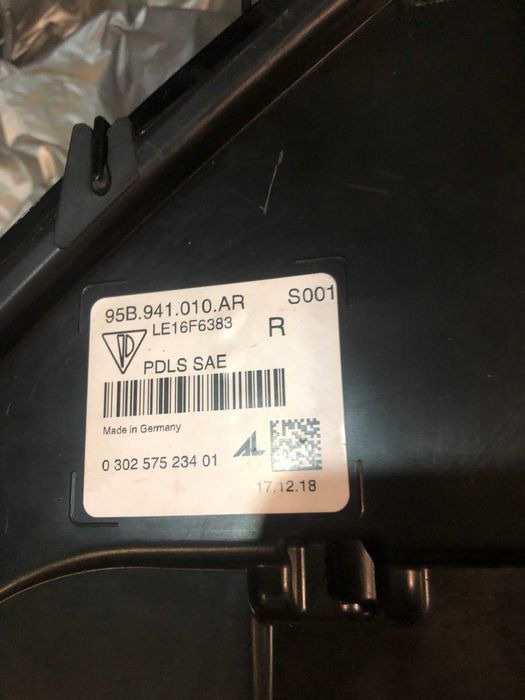 95B.941.010.AR S001
LE16F6383 R
PDLS SAE
Made in Germany
0 302 575 234 01 AL
17.12.18